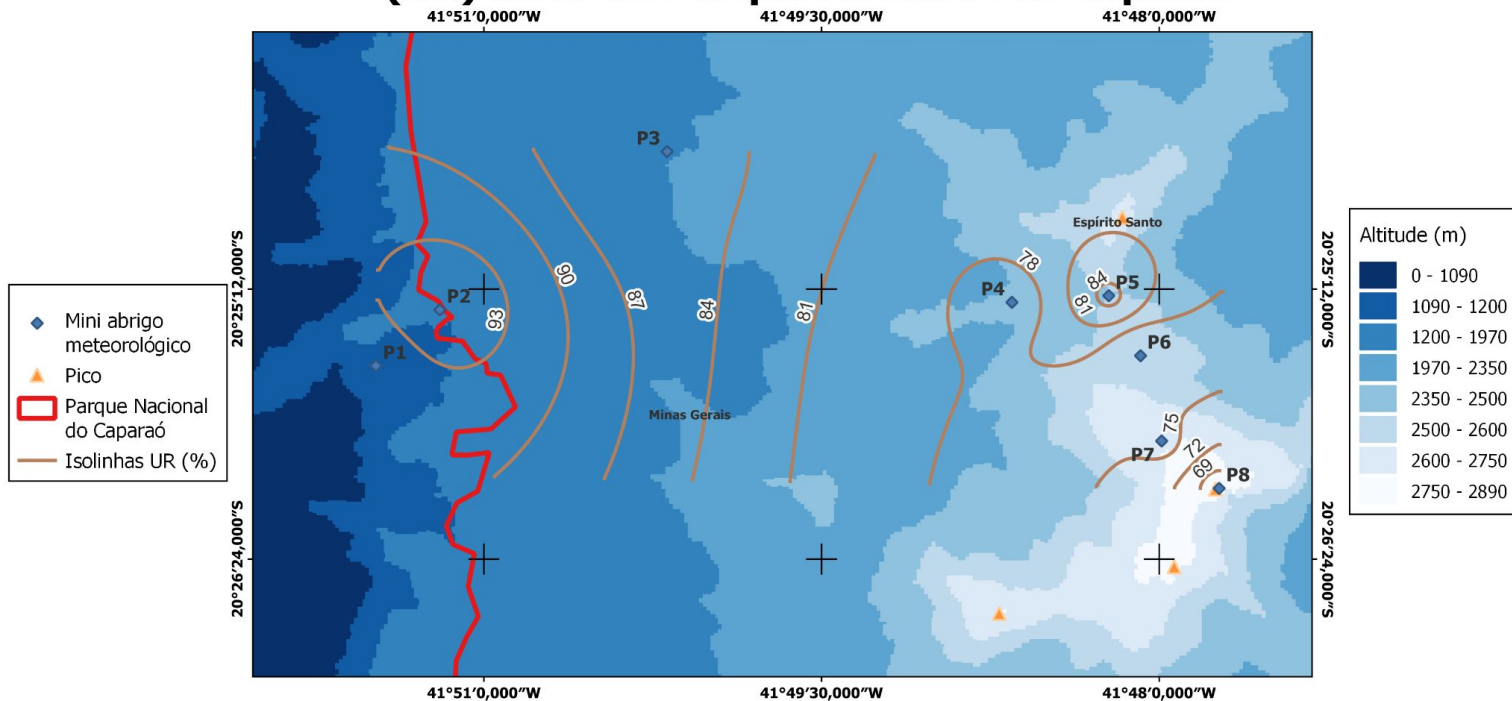 41°51′0,000″W 41°49′30,000″W 41°48′0,000″W
P3
Espírito Santo
90
78
84
P5
P4
81
P2
93
87
84
81
20°25′12,000″S
20°25′12,000″S
P1
P6
Minas Gerais
75
P7
72
69
P8
20°26′24,000″S
20°26′24,000″S
41°51′0,000″W 41°49′30,000″W 41°48′0,000″W
Mini abrigo
meteorológico
Pico
Parque Nacional
do Caparaó
Isolinhas UR (%)
Altitude (m)
0 - 1090
1090 - 1200
1200 - 1970
1970 - 2350
2350 - 2500
2500 - 2600
2600 - 2750
2750 - 2890